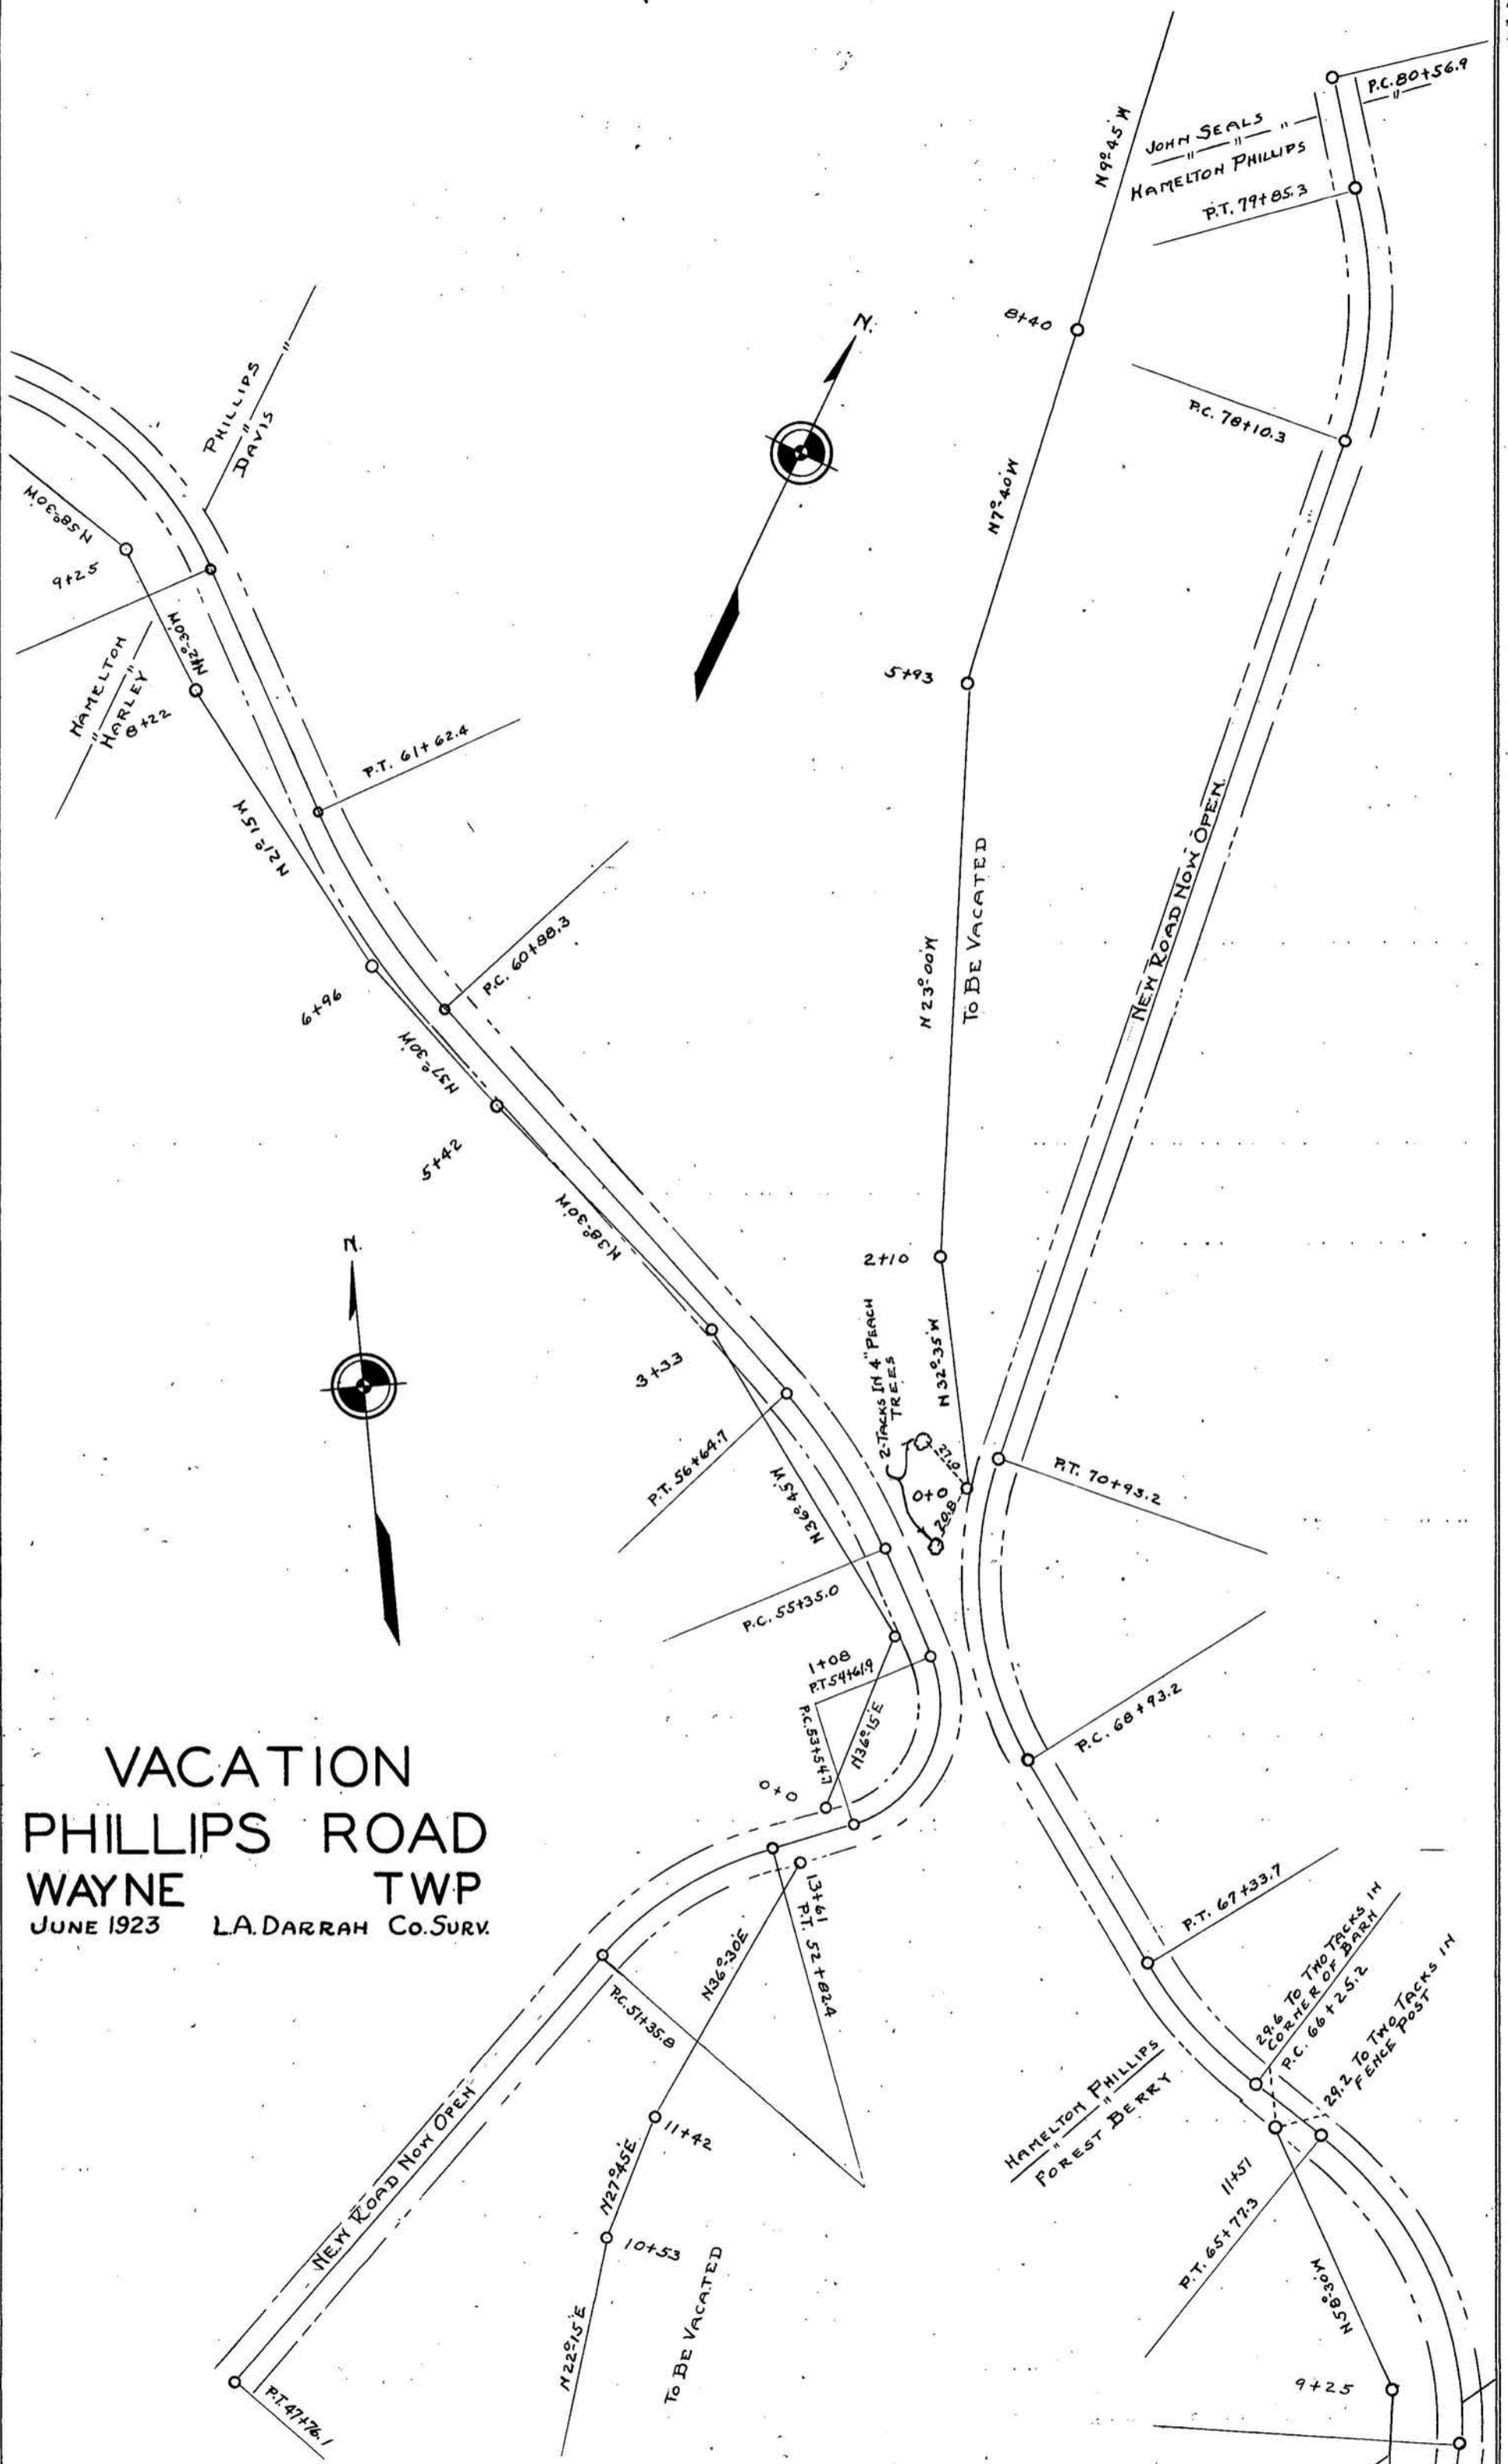 P.C. 80+56.9
"
JOHN SEALS
" " "
HAMELTON PHILLIPS
P.T. 79+85.3
N9°-45'W
8+40
N.
P.C. 78+10.3
N7°-40'W
PHILLIPS
" "
DAVIS
N58°-30'W
9+25
N12°-30'W
HAMELTON
" "
HARLEY
8+22
5+93
P.T. 61+62.4
N21°-15'W
NEW ROAD NOW OPEN.
TO BE VACATED
N23°-00'W
P.C. 60+88.3
6+96
N37°-30'W
5+42
N38°-30'W
N.
2+10
2-TACKS IN 4" PEACH
TREES
N32°-35'W
3+33
27.0
0+0
20.8
P.T. 70+93.2
P.T. 56+64.7
N36°-45'W
P.C. 55+35.0
1+08
P.T 54+61.9
P.C. 53+54.7
N36°-15'E
P.C. 68+93.2
0+0
VACATION
PHILLIPS ROAD
WAYNE TWP
JUNE 1923 L.A. DARRAH CO. SURV.
13+61
P.T. 52+82.4
P.T. 67+33.7
N36°-30'E
P.C. 51+35.8
29.6 TO TWO TACKS IN
CORNER OF BARN
P.C. 66+25.2
29.2 TO TWO TACKS IN
FENCE POST
HAMELTON PHILLIPS
"
FOREST BERRY
11+42
N27°-45'E
NEW ROAD NOW OPEN
11+51
P.T. 65+77.3
10+53
TO BE VACATED
N22°-15'E
N58°-30'W
9+25
P.T. 47+76.1